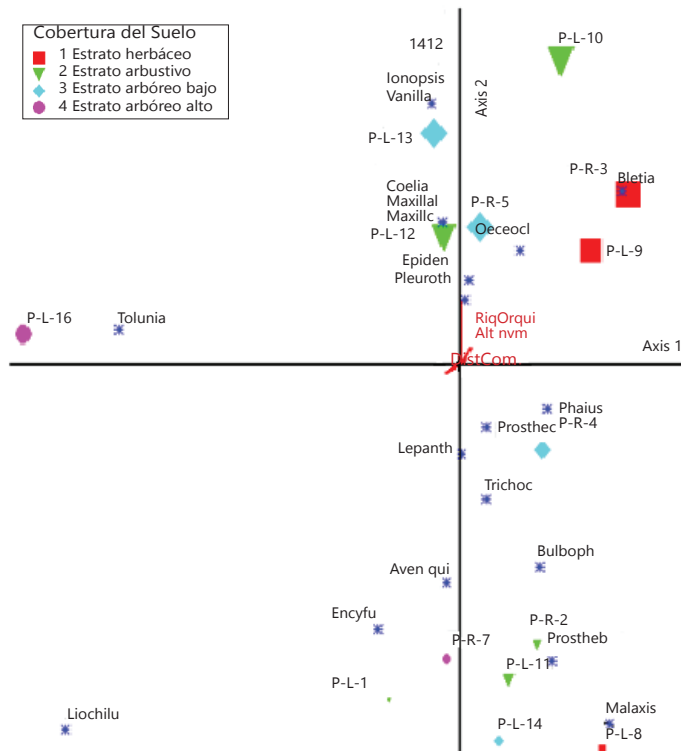 Cobertura del Suelo
1 Estrato herbáceo
2 Estrato arbustivo
3 Estrato arbóreo bajo
4 Estrato arbóreo alto
1412
Axis 2
P-L-10
Ionopsis
Vanilla
P-L-13
P-R-3
Bletia
Coelia
Maxillal
Maxillc
P-L-12
P-R-5
Oeceocl
P-L-9
Epiden
Pleuroth
P-L-16
Tolunia
RiqOrqui
Alt nvm
Axis 1
DistCom
Phaius
P-R-4
Prosthec
Lepanth
Trichoc
Bulboph
Aven qui
Encyfu
P-R-2
P-R-7
Prostheb
P-L-11
P-L-1
Liochilu
Malaxis
P-L-14
P-L-8